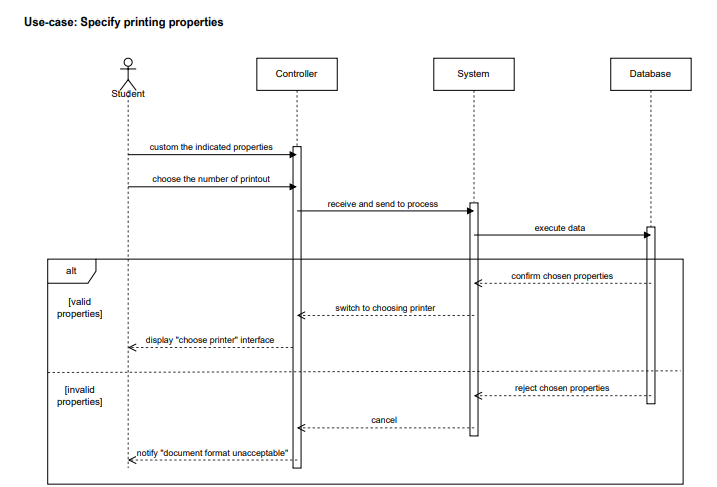 Use-case: Specify printing properties
Student
Controller
System
Database
custom the indicated properties
choose the number of printout
receive and send to process
execute data
alt
confirm chosen properties
[valid
properties]
switch to choosing printer
display "choose printer" interface
[invalid
properties]
reject chosen properties
cancel
notify "document format unacceptable"